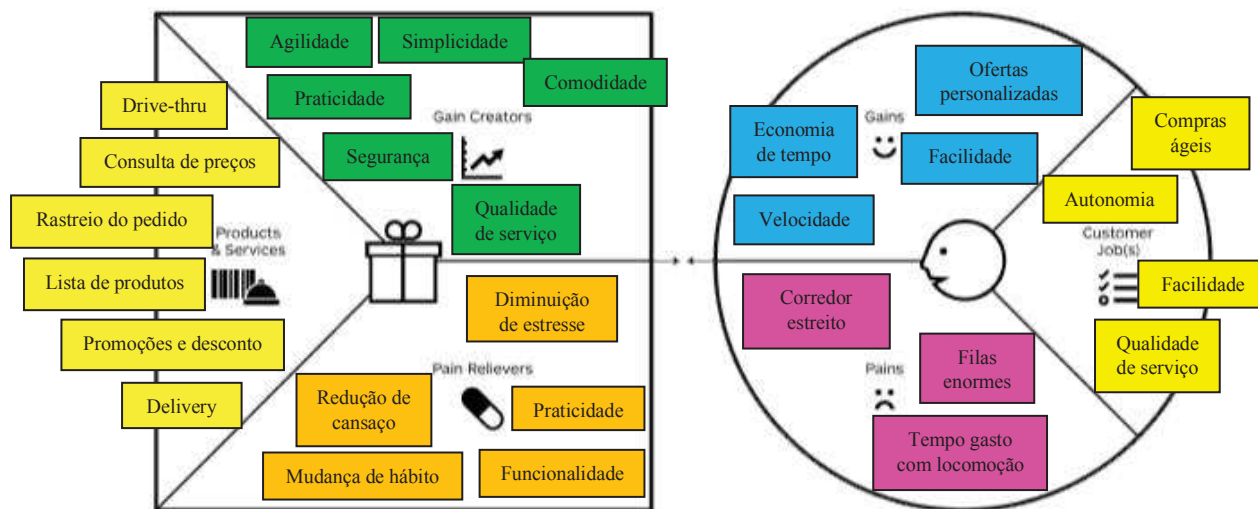 Agilidade
Simplicidade
Comodidade
Praticidade
Gain Creators
Segurança
Qualidade
de serviço
Drive-thru
Consulta de preços
Rastreio do pedido
Products
& Services
Lista de produtos
Promoções e desconto
Delivery
Diminuição
de estresse
Pain Relievers
Redução de
cansaço
Praticidade
Mudança de hábito
Funcionalidade
Ofertas
personalizadas
Economia
de tempo
Gains
Facilidade
Velocidade
Compras
ágeis
Autonomia
Customer
Job(s)
Facilidade
Qualidade
de serviço
Corredor
estreito
Filas
enormes
Pains
Tempo gasto
com locomoção